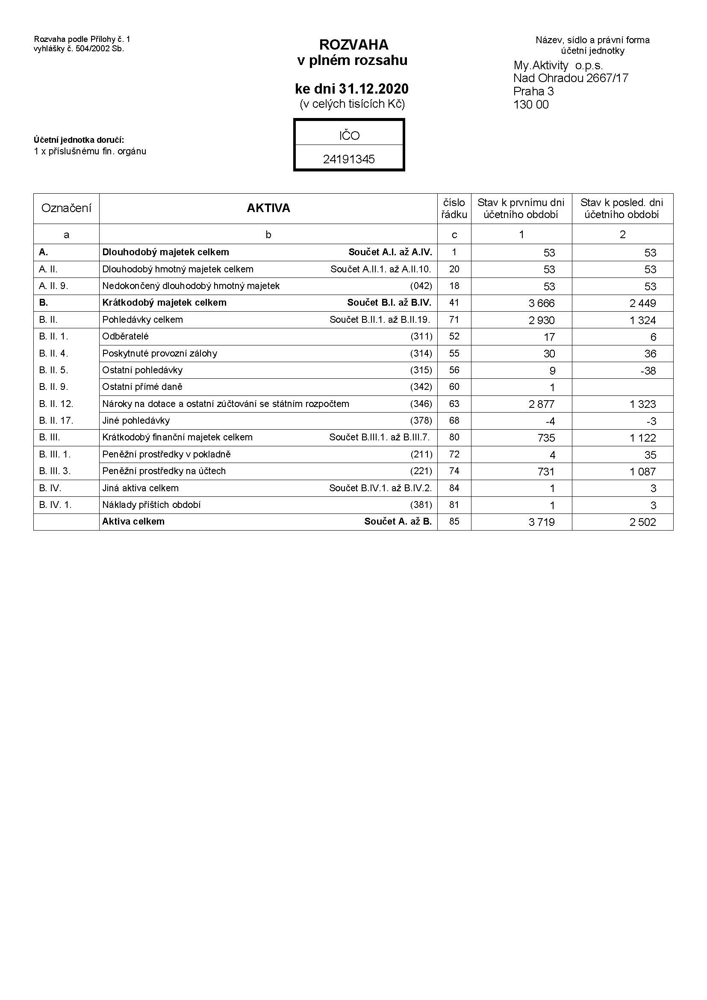 Rozvaha podle Přílohy č. 1
vyhlášky č. 504/2002 Sb.
ROZVAHA
v plném rozsahu
ke dni 31.12.2020
(v celých tisících Kč)
Název, sídlo a právní forma
účetní jednotky
My.Aktivity o.p.s.
Nad Ohradou 2667/17
Praha 3
130 00
Účetní jednotka doručí:
1 x příslušnému fin. orgánu
IČO
24191345
Označení AKTIVA číslo řádku Stav k prvnímu dni účetního období Stav k posled. dni účetního období
a b c 1 2
A. Dlouhodobý majetek celkem Součet A.I. až A.IV. 1 53 53
A. II. Dlouhodobý hmotný majetek celkem Součet A.II.1. až A.II.10. 20 53 53
A. II. 9. Nedokončený dlouhodobý hmotný majetek (042) 18 53 53
B. Krátkodobý majetek celkem Součet B.I. až B.IV. 41 3 666 2 449
B. II. Pohledávky celkem Součet B.II.1. až B.II.19. 71 2 930 1 324
B. II. 1. Odběratelé (311) 52 17 6
B. II. 4. Poskytnuté provozní zálohy (314) 55 30 36
B. II. 5. Ostatní pohledávky (315) 56 9 -38
B. II. 9. Ostatní přímé daně (342) 60 1
B. II. 12. Nároky na dotace a ostatní zúčtování se státním rozpočtem (346) 63 2 877 1 323
B. II. 17. Jiné pohledávky (378) 68 -4 -3
B. III. Krátkodobý finanční majetek celkem Součet B.III.1. až B.III.7. 80 735 1 122
B. III. 1. Peněžní prostředky v pokladně (211) 72 4 35
B. III. 3. Peněžní prostředky na účtech (221) 74 731 1 087
B. IV. Jiná aktiva celkem Součet B.IV.1. až B.IV.2. 84 1 3
B. IV. 1. Náklady příštích období (381) 81 1 3
Aktiva celkem Součet A. až B. 85 3 719 2 502